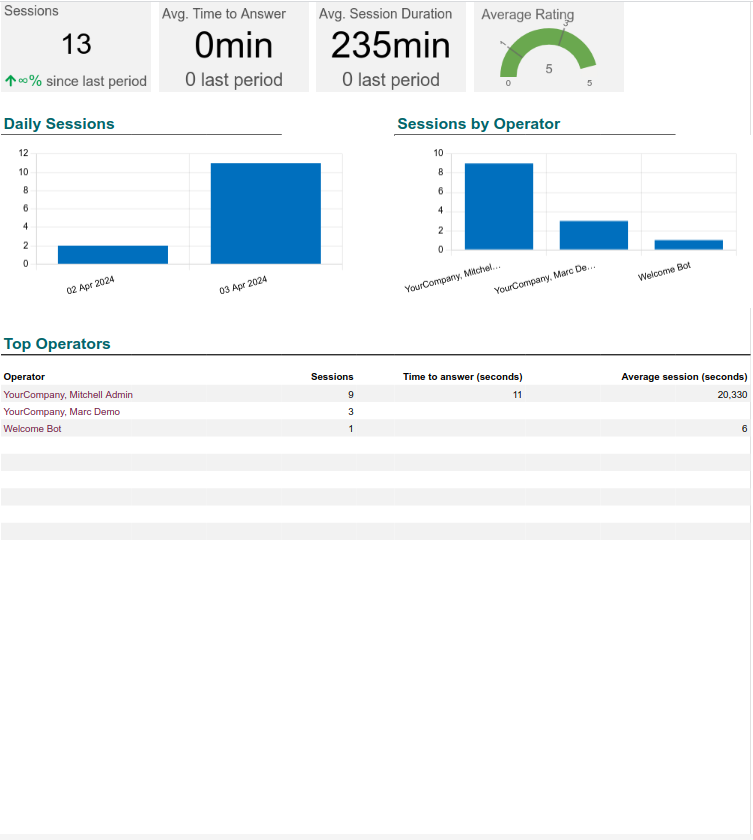 Sessions
13
↑∞% since last period
Avg. Time to Answer
0min
0 last period
Avg. Session Duration
235min
0 last period
Average Rating
1
3
5
0
5
Daily Sessions
12
10
8
6
4
2
0
02 Apr 2024
03 Apr 2024
Sessions by Operator
10
8
6
4
2
0
YourCompany, Mitchel...
YourCompany, Marc De...
Welcome Bot
Top Operators
Operator Sessions Time to answer (seconds) Average session (seconds)
YourCompany, Mitchell Admin 9 11 20,330
YourCompany, Marc Demo 3
Welcome Bot 1 6